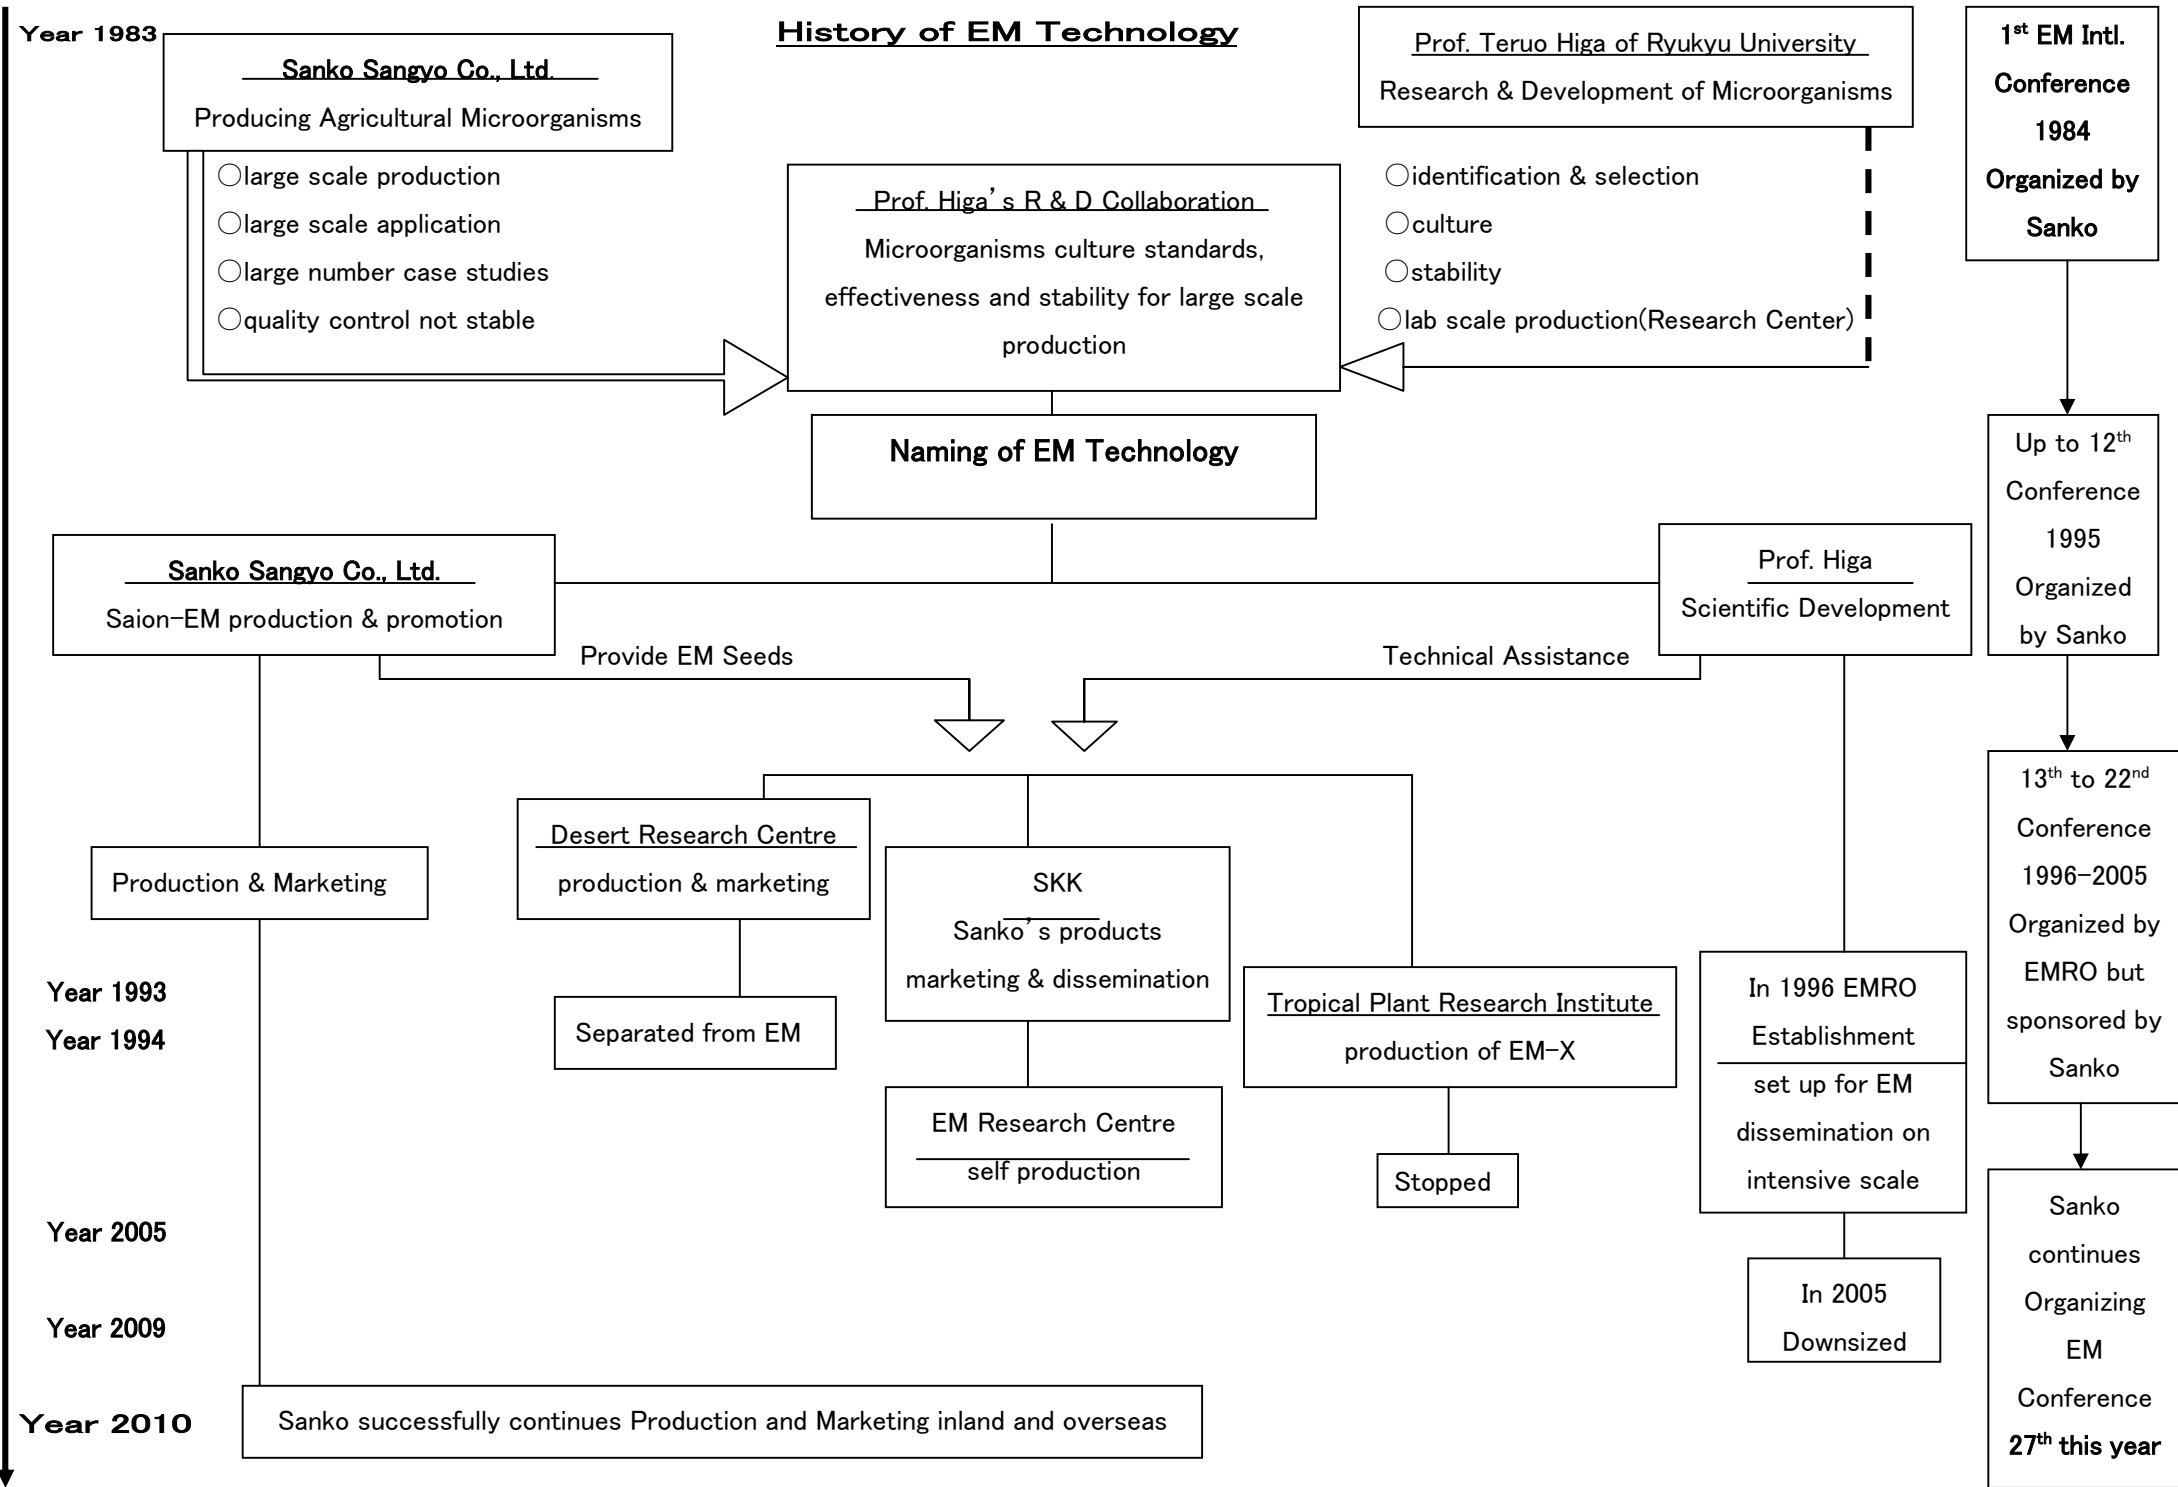 History of EM Technology
Year 1983
Sanko Sangyo Co., Ltd.
Producing Agricultural Microorganisms
○large scale production
○large scale application
○large number case studies
○quality control not stable
Prof. Higa’s R & D Collaboration
Microorganisms culture standards,
effectiveness and stability for large scale
production
Prof. Teruo Higa of Ryukyu University
Research & Development of Microorganisms
○identification & selection
○culture
○stability
○lab scale production(Research Center)
Naming of EM Technology
Sanko Sangyo Co., Ltd.
Saion-EM production & promotion
Prof. Higa
Scientific Development
Provide EM Seeds
Technical Assistance
Production & Marketing
Desert Research Centre
production & marketing
Separated from EM
SKK
Sanko’s products
marketing & dissemination
EM Research Centre
self production
Tropical Plant Research Institute
production of EM-X
Stopped
In 1996 EMRO
Establishment
set up for EM
dissemination on
intensive scale
In 2005
Downsized
Year 1993
Year 1994
Year 2005
Year 2009
Year 2010
Sanko successfully continues Production and Marketing inland and overseas
1st EM Intl.
Conference
1984
Organized by
Sanko
Up to 12th
Conference
1995
Organized
by Sanko
13th to 22nd
Conference
1996-2005
Organized by
EMRO but
sponsored by
Sanko
Sanko
continues
Organizing
EM
Conference
27th this year